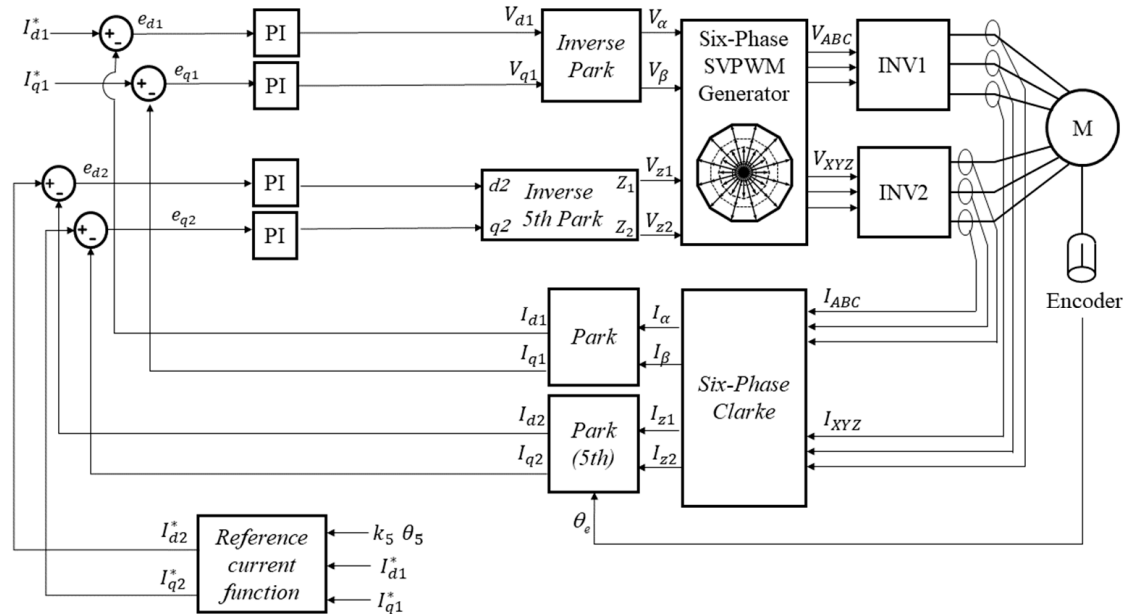 I*d1
+
-
ed1
PI
Vd1
Inverse
Park
Vα
Vβ
I*q1
+
-
eq1
PI
Vq1
Six-Phase
SVPWM
Generator
VABC
INV1
M
VXYZ
INV2
+
-
ed2
PI
d2
Inverse
5th Park
Z1
Vz1
+
-
eq2
PI
q2
Z2
Vz2
Encoder
Id1
Park
Iα
IABC
Iq1
Iβ
Six-Phase
Clarke
Id2
Park
(5th)
Iz1
IXYZ
Iq2
Iz2
θe
I*d2
Reference
current
function
k5 θ5
I*d1
I*q2
I*q1